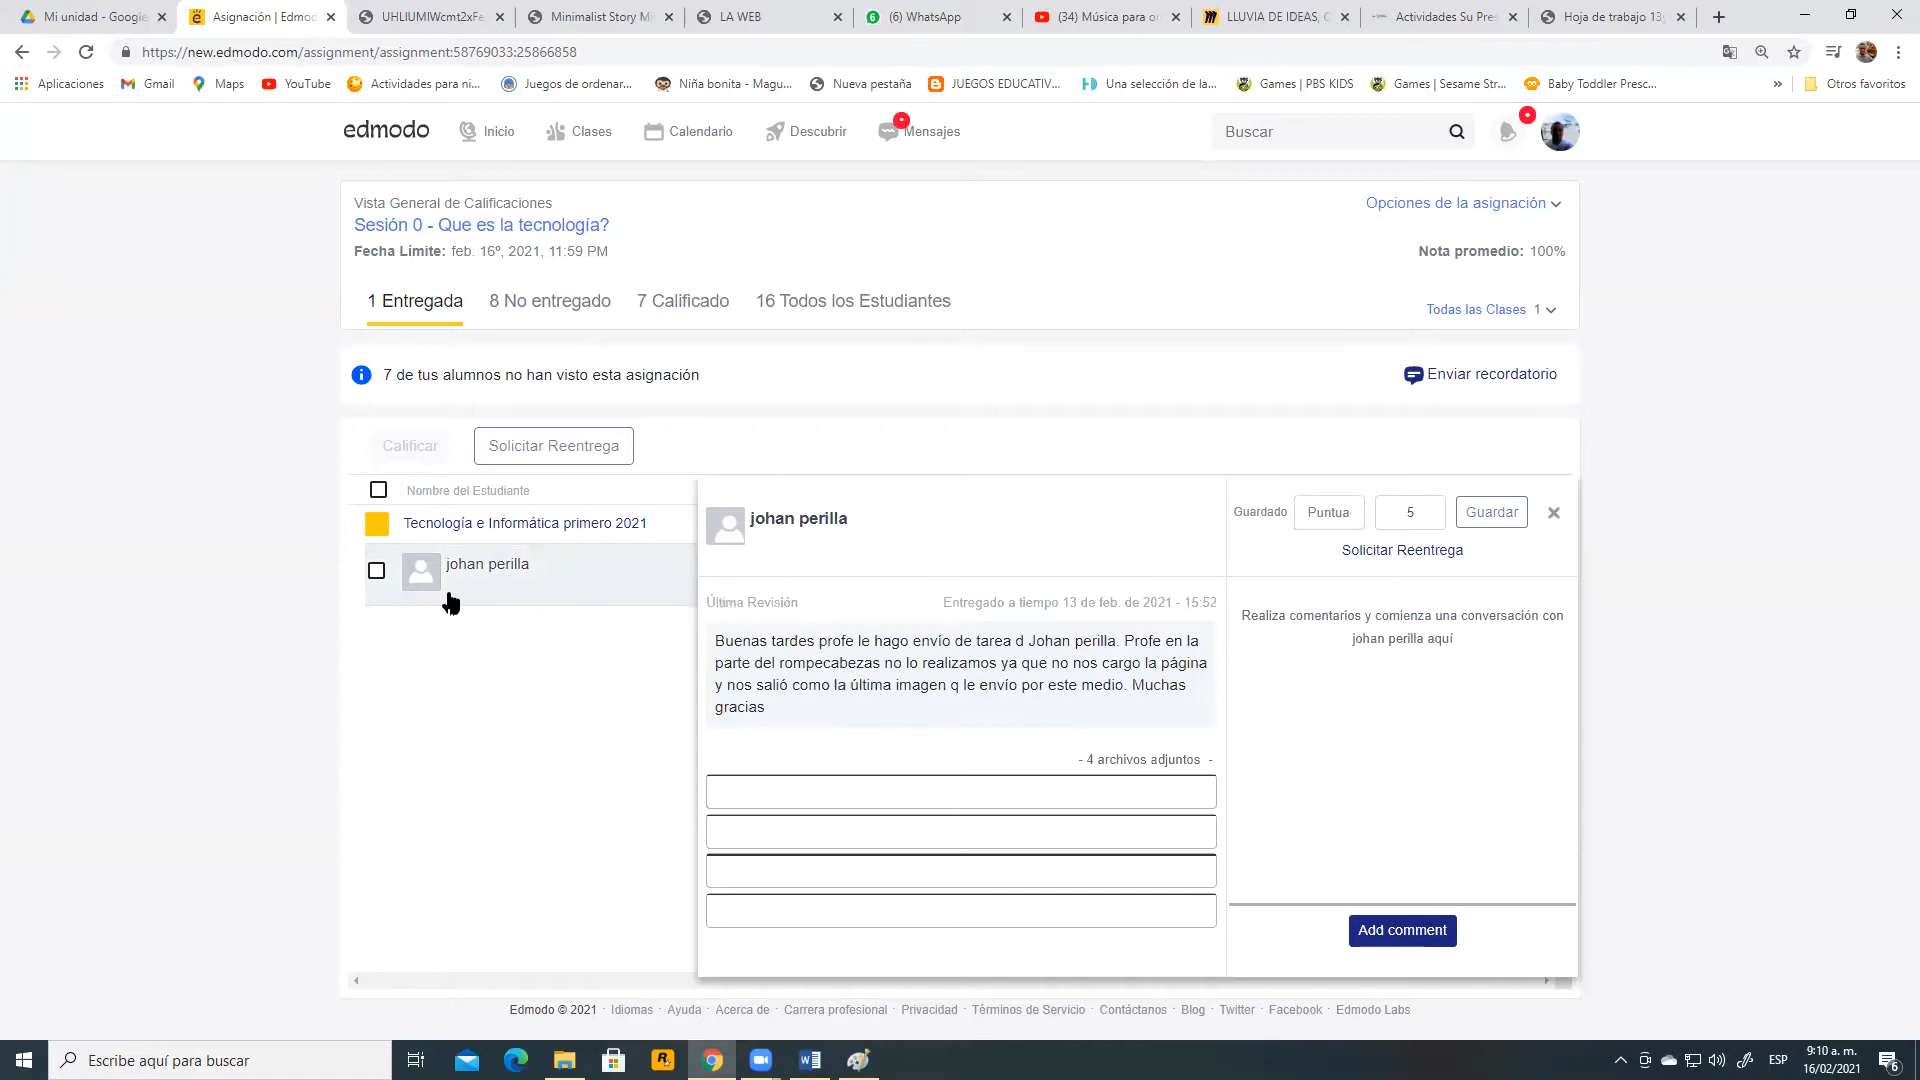 Mi unidad - Google
Asignación | Edmod
UHLIUMIWcmt2xFe
Minimalist Story Mi
LA WEB
(6) WhatsApp
(34) Música para o
LLUVIA DE IDEAS, C
Actividades Su Pres
Hoja de trabajo 13
https://new.edmodo.com/assignment/assignment:58769033:25866858
Aplicaciones
Gmail
Maps
YouTube
Actividades para ni...
Juegos de ordenar...
Niña bonita - Magu...
Nueva pestaña
JUEGOS EDUCATIV...
Una selección de la...
Games | PBS KIDS
Games | Sesame Str...
Baby Toddler Presc...
»
Otros favoritos
edmodo
Inicio
Clases
Calendario
Descubrir
Mensajes
Buscar
Vista General de Calificaciones
Opciones de la asignación
Sesión 0 - Que es la tecnología?
Fecha Límite: feb. 16º, 2021, 11:59 PM
Nota promedio: 100%
1 Entregada
8 No entregado
7 Calificado
16 Todos los Estudiantes
Todas las Clases 1
7 de tus alumnos no han visto esta asignación
Enviar recordatorio
Calificar
Solicitar Reentrega
Nombre del Estudiante
Tecnología e Informática primero 2021
johan perilla
johan perilla
Guardado
Puntua
5
Guardar
Solicitar Reentrega
Última Revisión
Entregado a tiempo 13 de feb. de 2021 - 15:52
Buenas tardes profe le hago envío de tarea d Johan perilla. Profe en la
parte del rompecabezas no lo realizamos ya que no nos cargo la página
y nos salió como la última imagen q le envío por este medio. Muchas
gracias
- 4 archivos adjuntos -
Realiza comentarios y comienza una conversación con
johan perilla aquí
Add comment
Edmodo © 2021 · Idiomas · Ayuda · Acerca de · Carrera profesional · Privacidad · Términos de Servicio · Contáctanos · Blog · Twitter · Facebook · Edmodo Labs
Escribe aquí para buscar
ESP
9:10 a. m.
16/02/2021
6